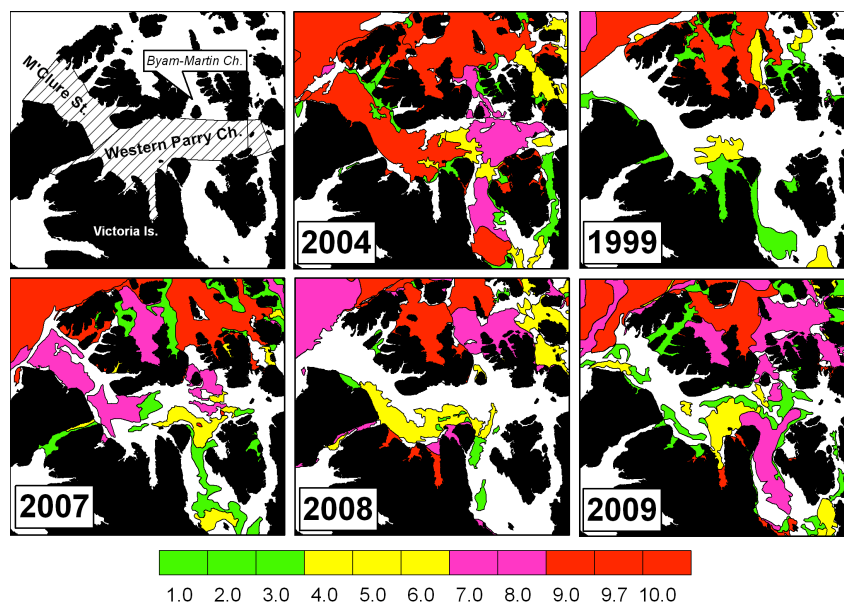 M'Clure St.
Byam-Martin Ch.
Western Parry Ch.
Victoria Is.
2004
1999
2007
2008
2009
1.0 2.0 3.0 4.0 5.0 6.0 7.0 8.0 9.0 9.7 10.0